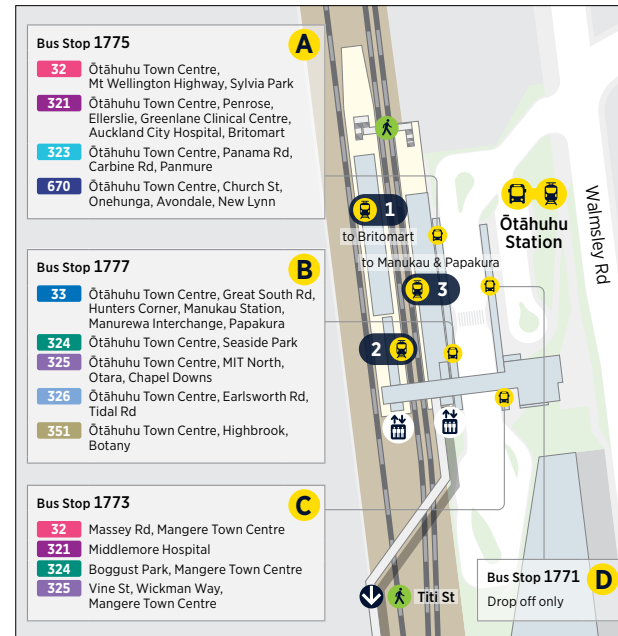 Bus Stop 1775
A
32 Ōtāhuhu Town Centre,
Mt Wellington Highway, Sylvia Park
321 Ōtāhuhu Town Centre, Penrose,
Ellerslie, Greenlane Clinical Centre,
Auckland City Hospital, Britomart
323 Ōtāhuhu Town Centre, Panama Rd,
Carbine Rd, Panmure
670 Ōtāhuhu Town Centre, Church St,
Onehunga, Avondale, New Lynn
Bus Stop 1777
B
33 Ōtāhuhu Town Centre, Great South Rd,
Hunters Corner, Manukau Station,
Manurewa Interchange, Papakura
324 Ōtāhuhu Town Centre, Seaside Park
325 Ōtāhuhu Town Centre, MIT North,
Otara, Chapel Downs
326 Ōtāhuhu Town Centre, Earlsworth Rd,
Tidal Rd
351 Ōtāhuhu Town Centre, Highbrook,
Botany
Bus Stop 1773
C
32 Massey Rd, Mangere Town Centre
321 Middlemore Hospital
324 Boggust Park, Mangere Town Centre
325 Vine St, Wickman Way,
Mangere Town Centre
1
to Britomart
to Manukau & Papakura
3
2
Ōtāhuhu
Station
Walmsley Rd
Titi St
Bus Stop 1771
D
Drop off only